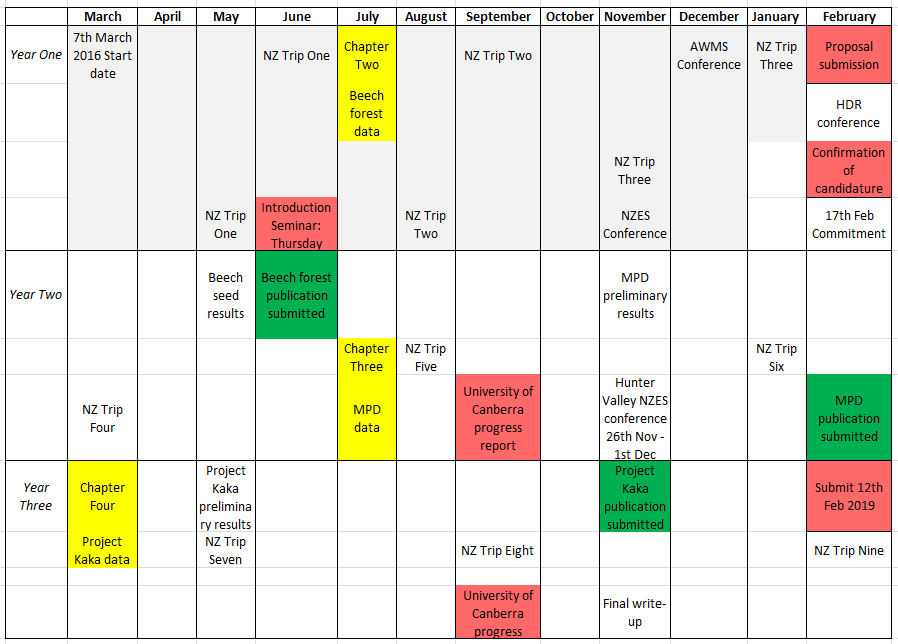 March April May June July August September October November December January February
Year One
7th March
2016 Start
date
NZ Trip One
Chapter
Two
NZ Trip Two
AWMS
Conference
NZ Trip
Three
Proposal
submission
Beech
forest
data
HDR
conference
NZ Trip
Three
Confirmation
of
candidature
NZ Trip
One
Introduction
Seminar:
Thursday
NZ Trip
Two
NZES
Conference
17th Feb
Commitment
Year Two
Beech
seed
results
Beech forest
publication
submitted
MPD
preliminary
results
Chapter
Three
NZ Trip
Five
NZ Trip
Six
NZ Trip
Four
MPD
data
University of
Canberra
progress
report
Hunter
Valley NZES
conference
26th Nov -
1st Dec
MPD
publication
submitted
Year
Three
Chapter
Four
Project
Kaka
prelimina
ry results
Project
Kaka
publication
submitted
Submit 12th
Feb 2019
Project
Kaka data
NZ Trip
Seven
NZ Trip Eight
NZ Trip Nine
University of
Canberra
progress
Final write-
up